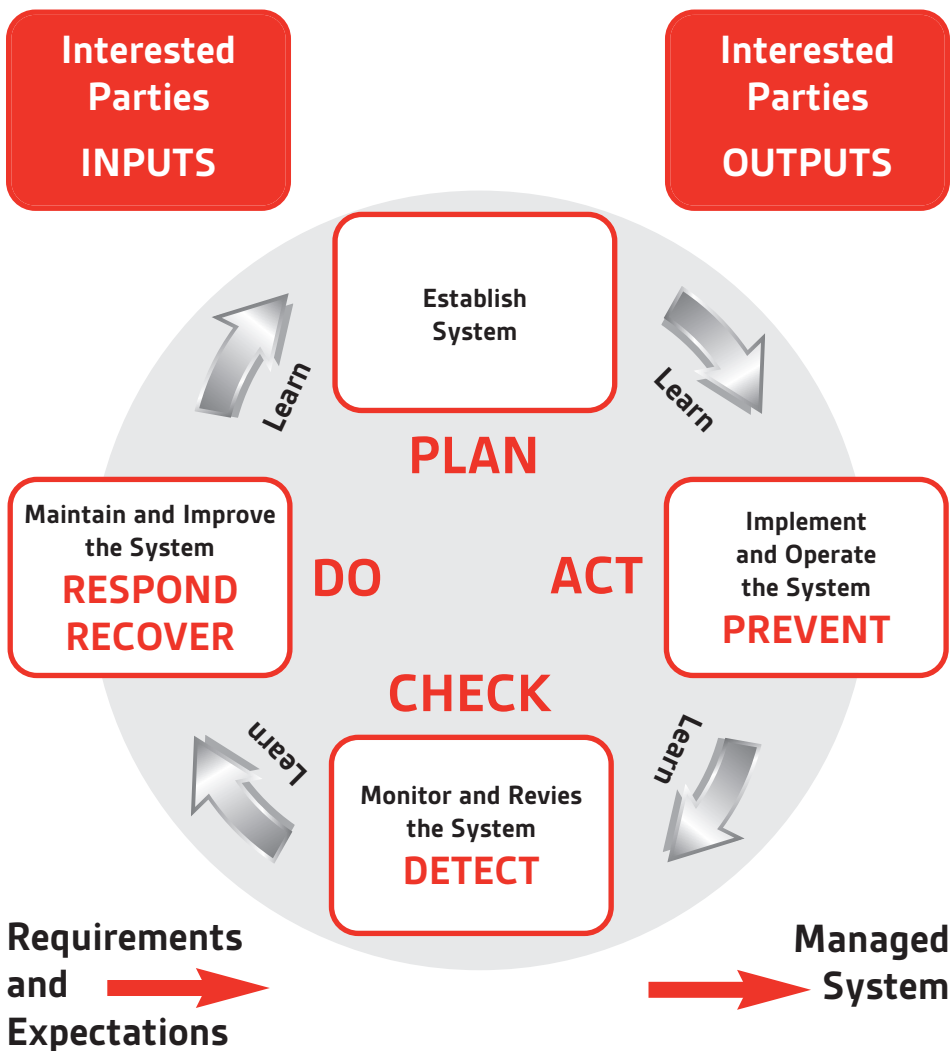 Interested
Parties
INPUTS
Interested
Parties
OUTPUTS
Establish
System
Learn
Learn
PLAN
Maintain and Improve
the System
RESPOND
RECOVER
DO
ACT
Implement
and Operate
the System
PREVENT
CHECK
Learn
Learn
Monitor and Revies
the System
DETECT
Requirements
and
Expectations
Managed
System